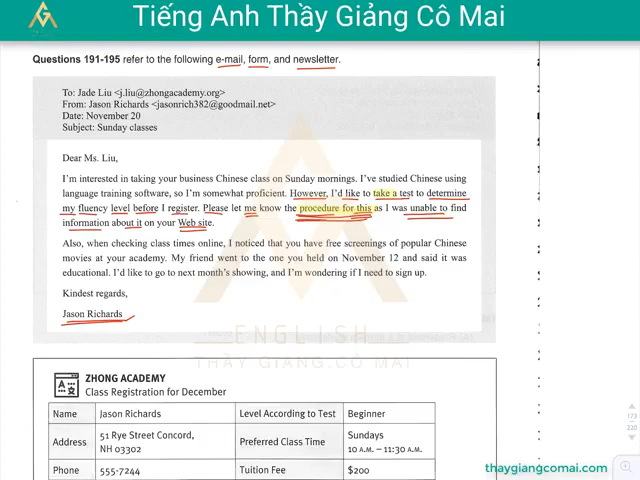 Tiếng Anh Thầy Giảng Cô Mai
Questions 191-195 refer to the following e-mail, form, and newsletter.
To: Jade Liu <j.liu@zhongacademy.org>
From: Jason Richards <jasonrich382@goodmail.net>
Date: November 20
Subject: Sunday classes
Dear Ms. Liu,
I'm interested in taking your business Chinese class on Sunday mornings. I've studied Chinese using
language training software, so I'm somewhat proficient. However, I'd like to take a test to determine
my fluency level before I register. Please let me know the procedure for this as I was unable to find
information about it on your Web site.
Also, when checking class times online, I noticed that you have free screenings of popular Chinese
movies at your academy. My friend went to the one you held on November 12 and said it was
educational. I'd like to go to next month's showing, and I'm wondering if I need to sign up.
Kindest regards,
Jason Richards
ENGLISH
THẦY GIẢNG.CÔ MAI
ZHONG ACADEMY
Class Registration for December
Name Jason Richards Level According to Test Beginner
Address 51 Rye Street Concord, NH 03302 Preferred Class Time Sundays 10 A.M. – 11:30 A.M.
Phone 555-7244 Tuition Fee $200
173
220
thaygiangcomai.com